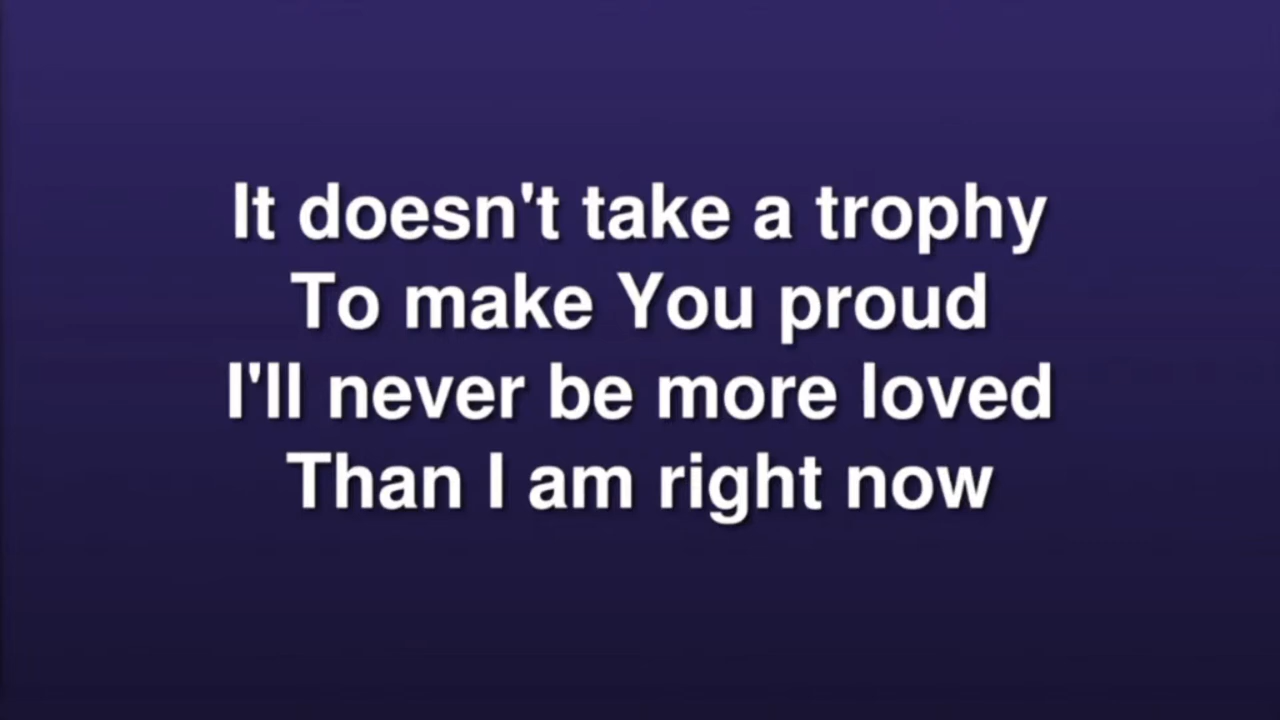 It doesn't take a trophy
To make You proud
I'll never be more loved
Than I am right now